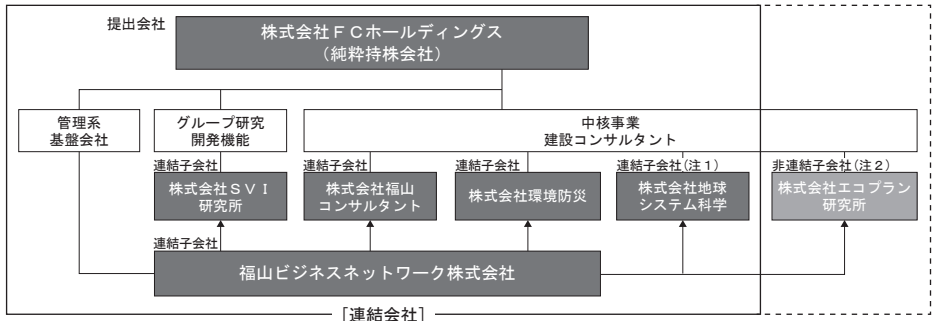 提出会社
株式会社ＦＣホールディングス
（純粋持株会社）
管理系
基盤会社
グループ研究
開発機能
中核事業
建設コンサルタント
連結子会社
株式会社ＳＶＩ
研究所
連結子会社
株式会社福山
コンサルタント
連結子会社
株式会社環境防災
連結子会社(注１)
株式会社地球
システム科学
非連結子会社(注２)
株式会社エコプラン
研究所
連結子会社
福山ビジネスネットワーク株式会社
［連結会社］